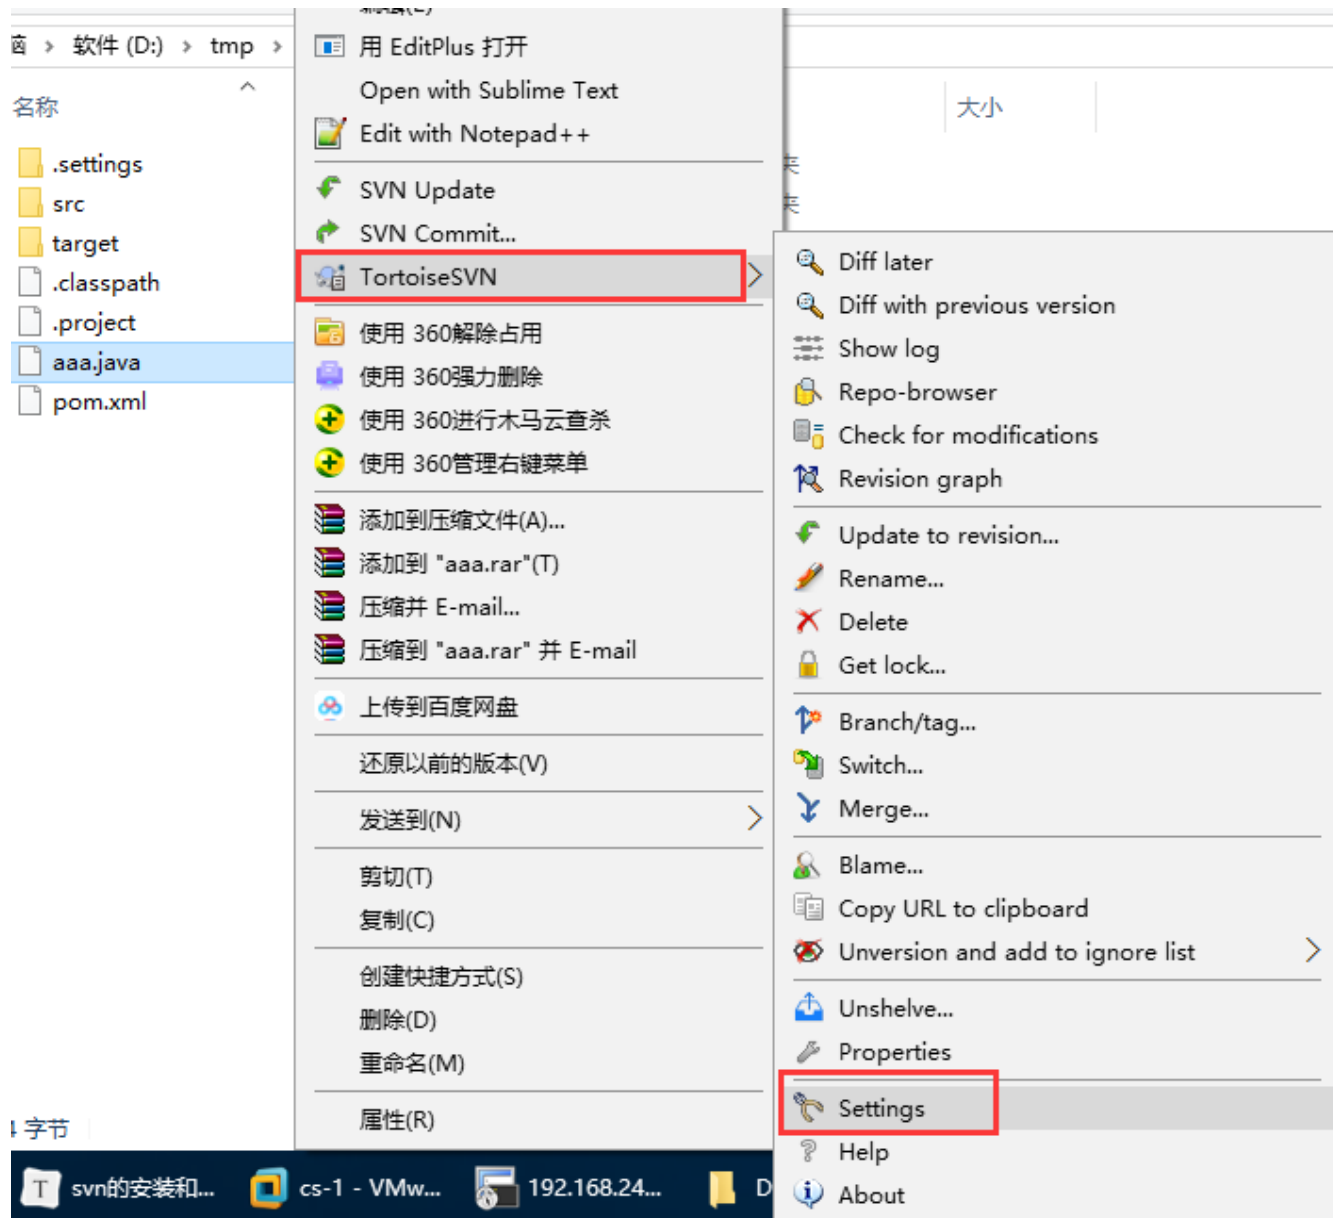 软件 (D:) > tmp >
名称
大小
.settings
src
target
.classpath
.project
aaa.java
pom.xml
字节
用 EditPlus 打开
Open with Sublime Text
Edit with Notepad++
SVN Update
SVN Commit...
TortoiseSVN
使用 360解除占用
使用 360强力删除
使用 360进行木马云查杀
使用 360管理右键菜单
添加到压缩文件(A)...
添加到 "aaa.rar"(T)
压缩并 E-mail...
压缩到 "aaa.rar" 并 E-mail
上传到百度网盘
还原以前的版本(V)
发送到(N)
剪切(T)
复制(C)
创建快捷方式(S)
删除(D)
重命名(M)
属性(R)
夹
夹
Diff later
Diff with previous version
Show log
Repo-browser
Check for modifications
Revision graph
Update to revision...
Rename...
Delete
Get lock...
Branch/tag...
Switch...
Merge...
Blame...
Copy URL to clipboard
Unversion and add to ignore list
Unshelve...
Properties
Settings
Help
About
T svn的安装和... cs-1 - VMw... 192.168.24... D